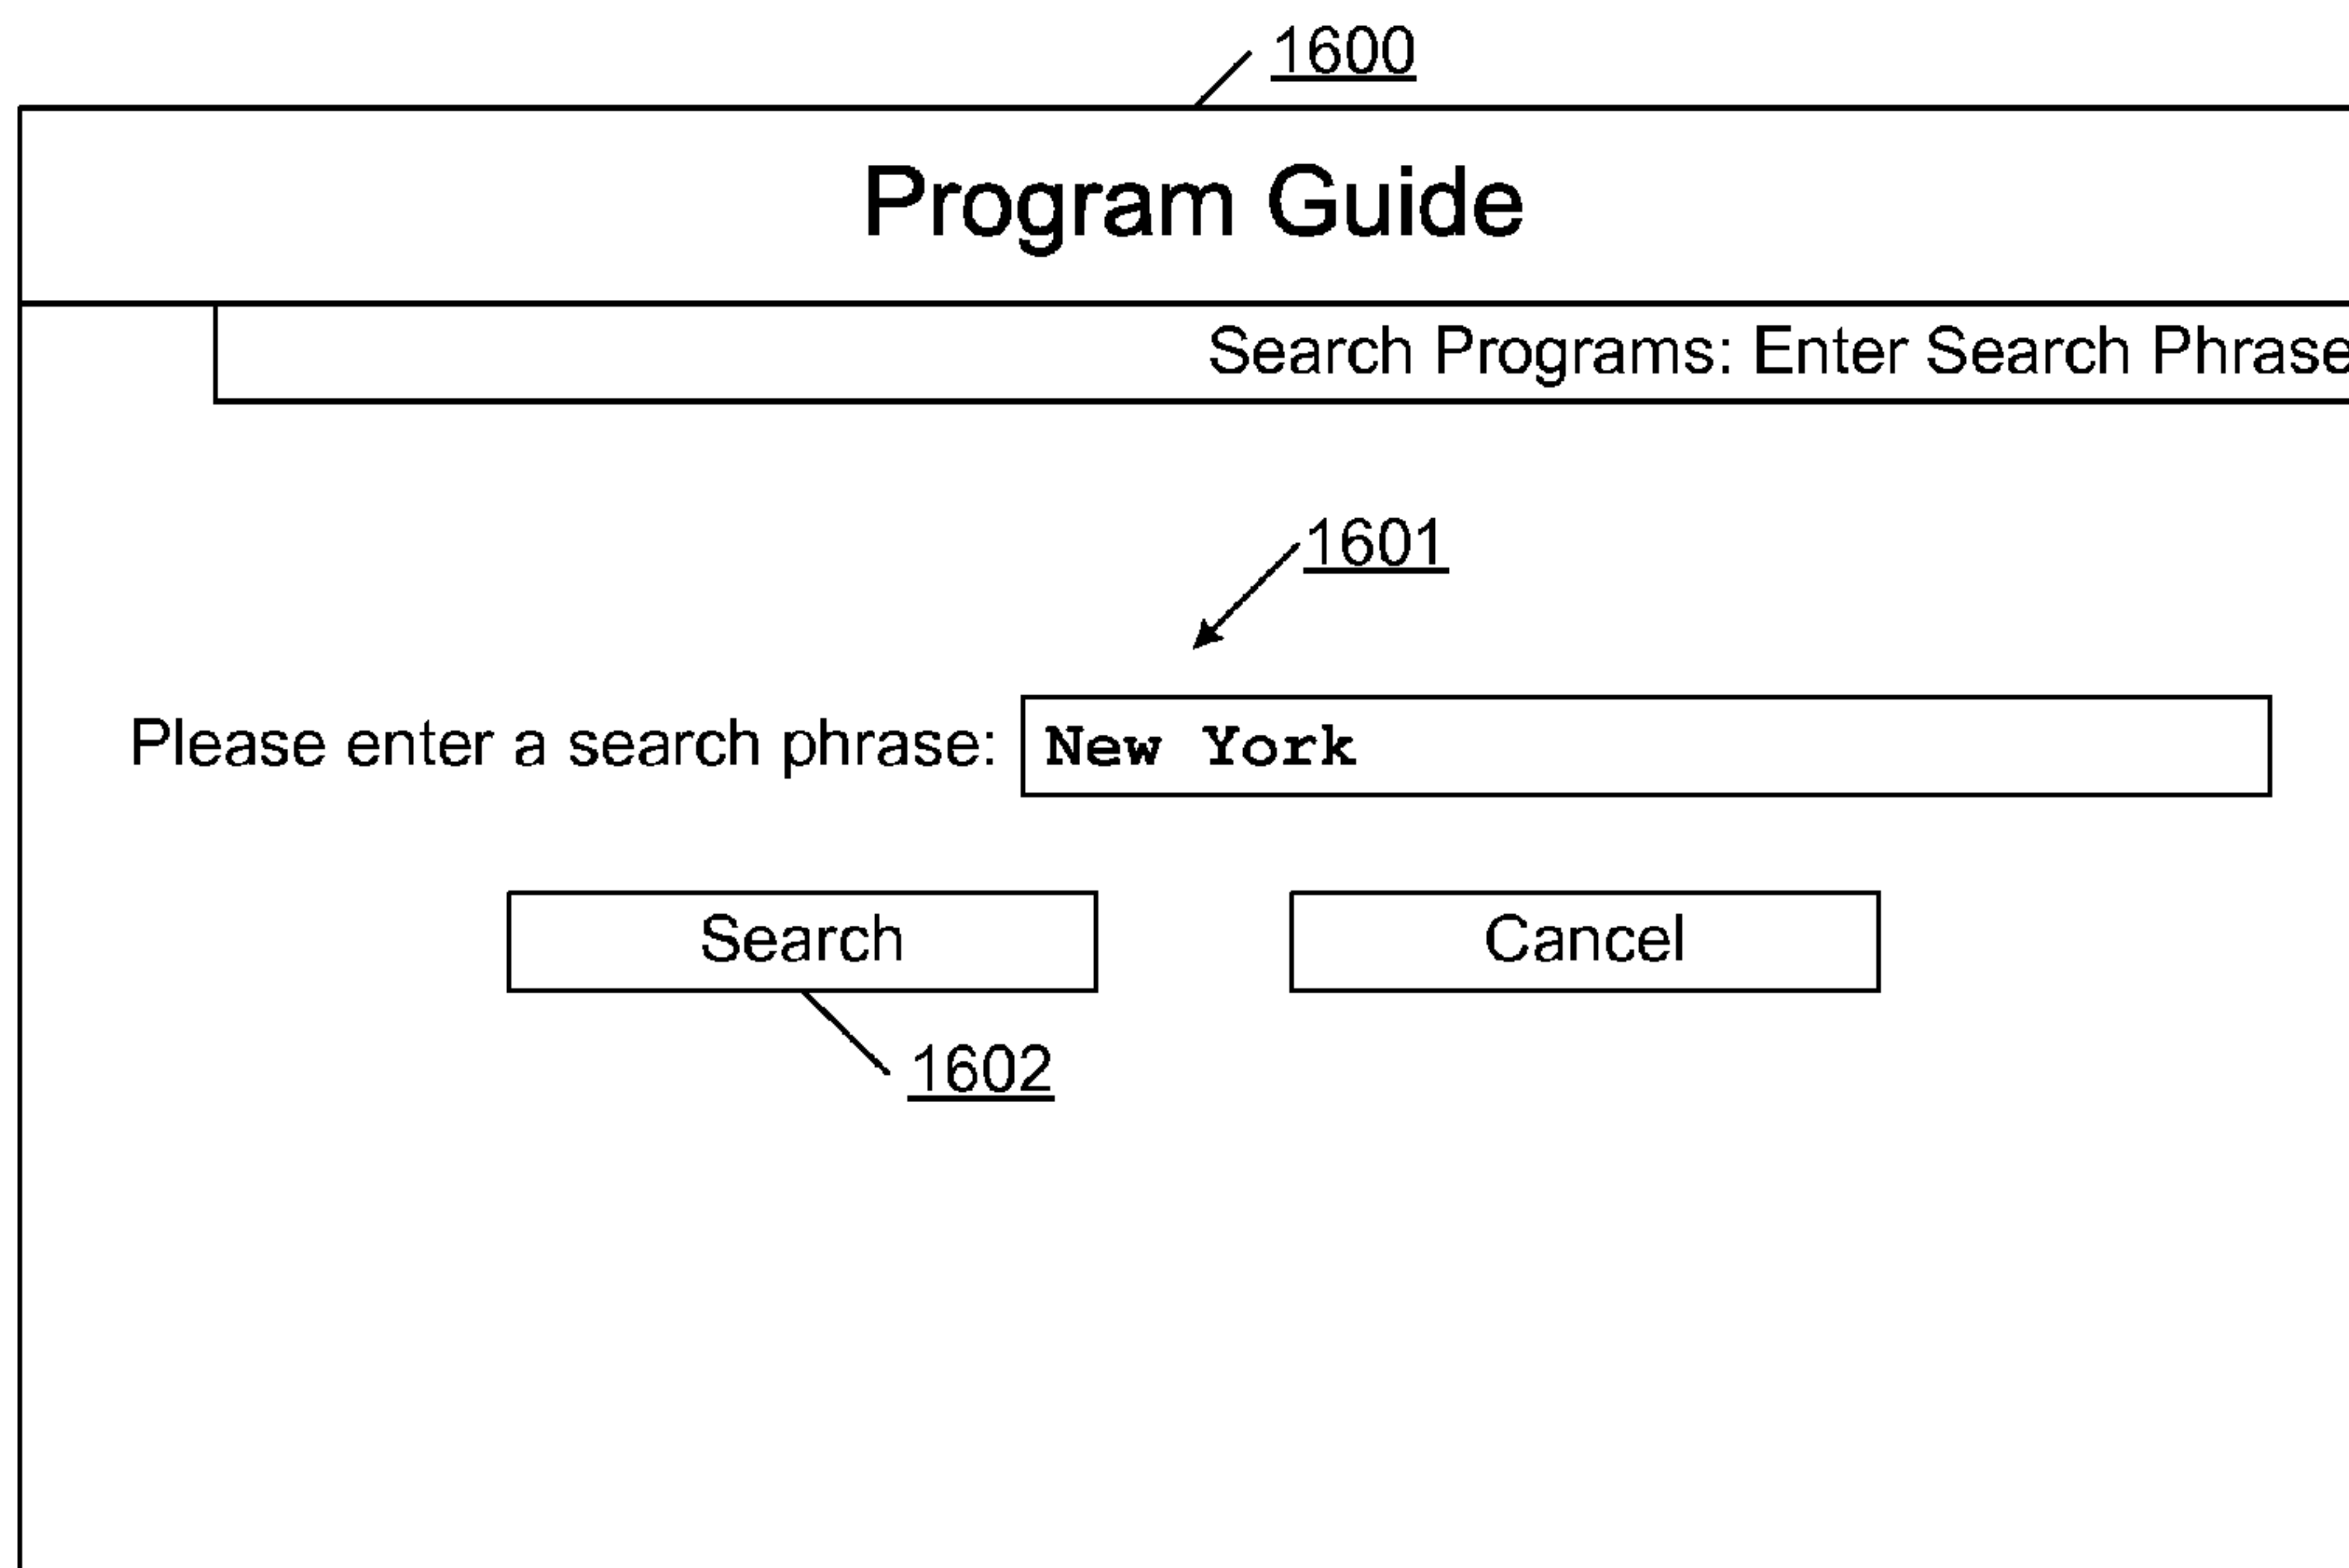 1600
Program Guide
Search Programs: Enter Search Phrase
1601
Please enter a search phrase: New York
Search Cancel
1602